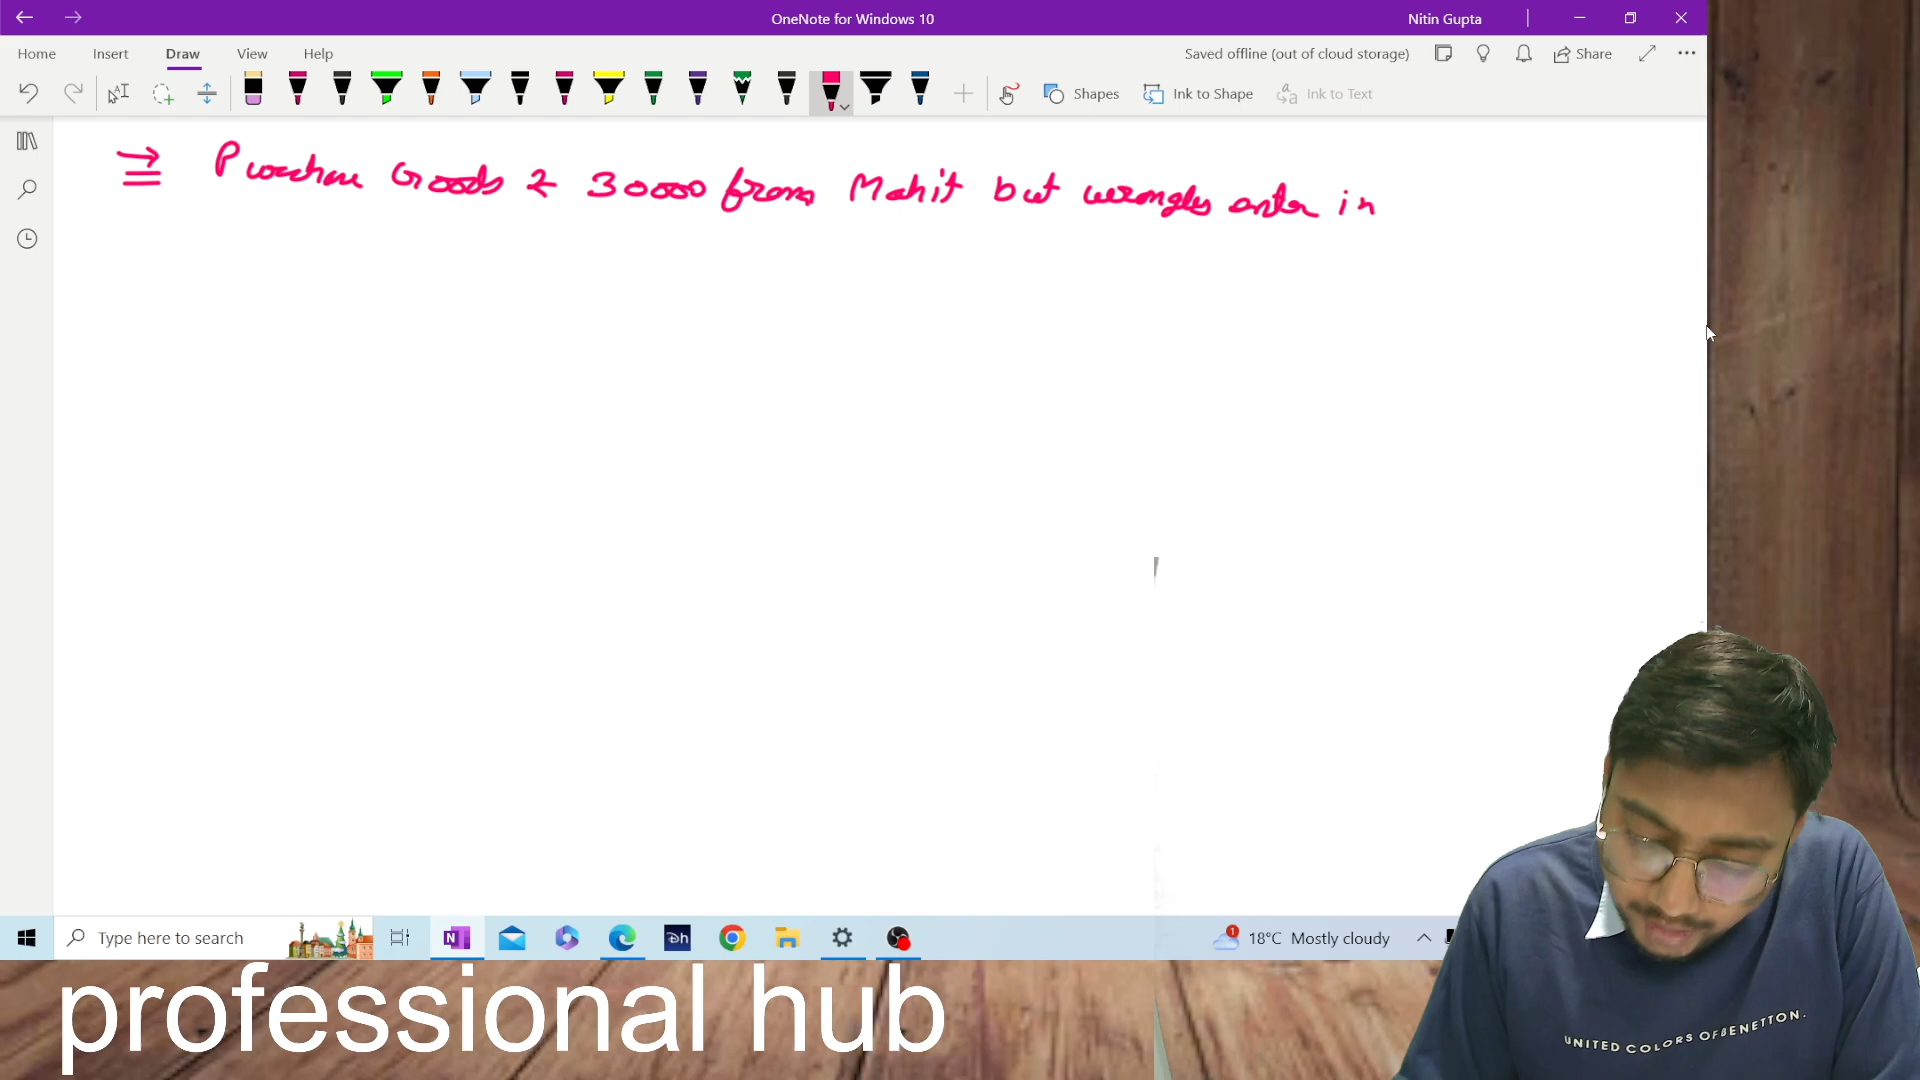 OneNote for Windows 10
Nitin Gupta
Home Insert Draw View Help
Saved offline (out of cloud storage)
Share
Shapes
Ink to Shape
Ink to Text
Purchase Goods ₹ 30000 from Mohit but wrongly enter in
Type here to search
Dh
1
18°C Mostly cloudy
professional hub
UNITED COLORS OF BENETTON.